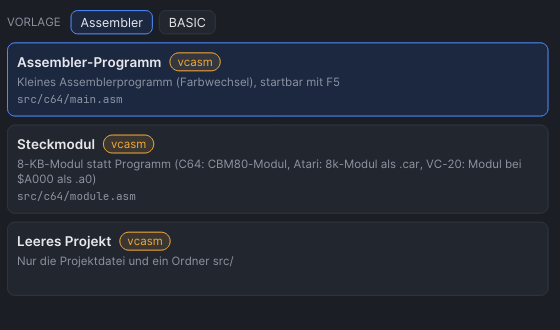 VORLAGE Assembler BASIC
Assembler-Programm vcasm
Kleines Assemblerprogramm (Farbwechsel), startbar mit F5
src/c64/main.asm
Steckmodul vcasm
8-KB-Modul statt Programm (C64: CBM80-Modul, Atari: 8k-Modul als .car, VC-20: Modul bei
$A000 als .a0)
src/c64/module.asm
Leeres Projekt vcasm
Nur die Projektdatei und ein Ordner src/